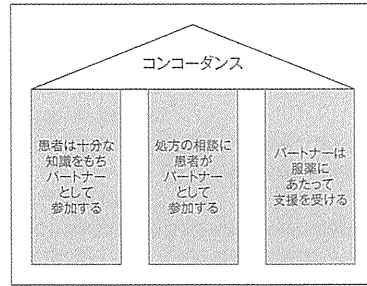 コンコーダンス
患者は十分な
知識をもち
パートナー
として
参加する
処方の相談に
患者が
パートナー
として
参加する
パートナーは
服薬に
あたって
支援を受ける